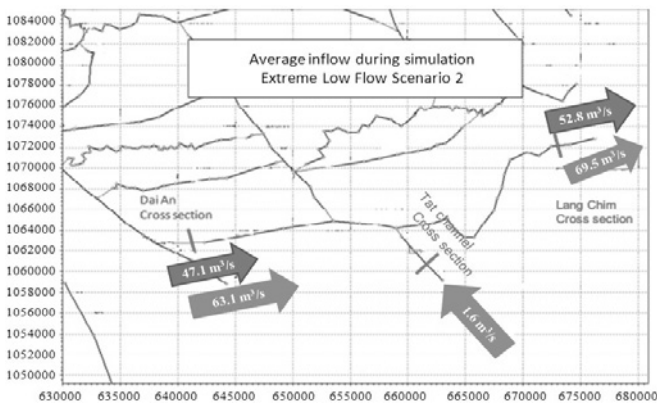 1084000
1082000
1080000
1078000
1076000
1074000
1072000
1070000
1068000
1066000
1064000
1062000
1060000
1058000
1056000
1054000
1052000
1050000
Average inflow during simulation
Extreme Low Flow Scenario 2
52.8 m³/s
69.5 m³/s
Lang Chim
Cross section
Dai An
Cross section
Tat channel
Cross section
47.1 m³/s
63.1 m³/s
1.6 m³/s
630000 635000 640000 645000 650000 655000 660000 665000 670000 675000 680000